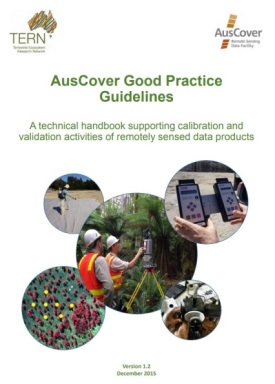 TERN
Terrestrial Ecosystem
Research Network
AusCover
Remote Sensing
Data Facility
AusCover Good Practice
Guidelines
A technical handbook supporting calibration and
validation activities of remotely sensed data products
Version 1.2
December 2015